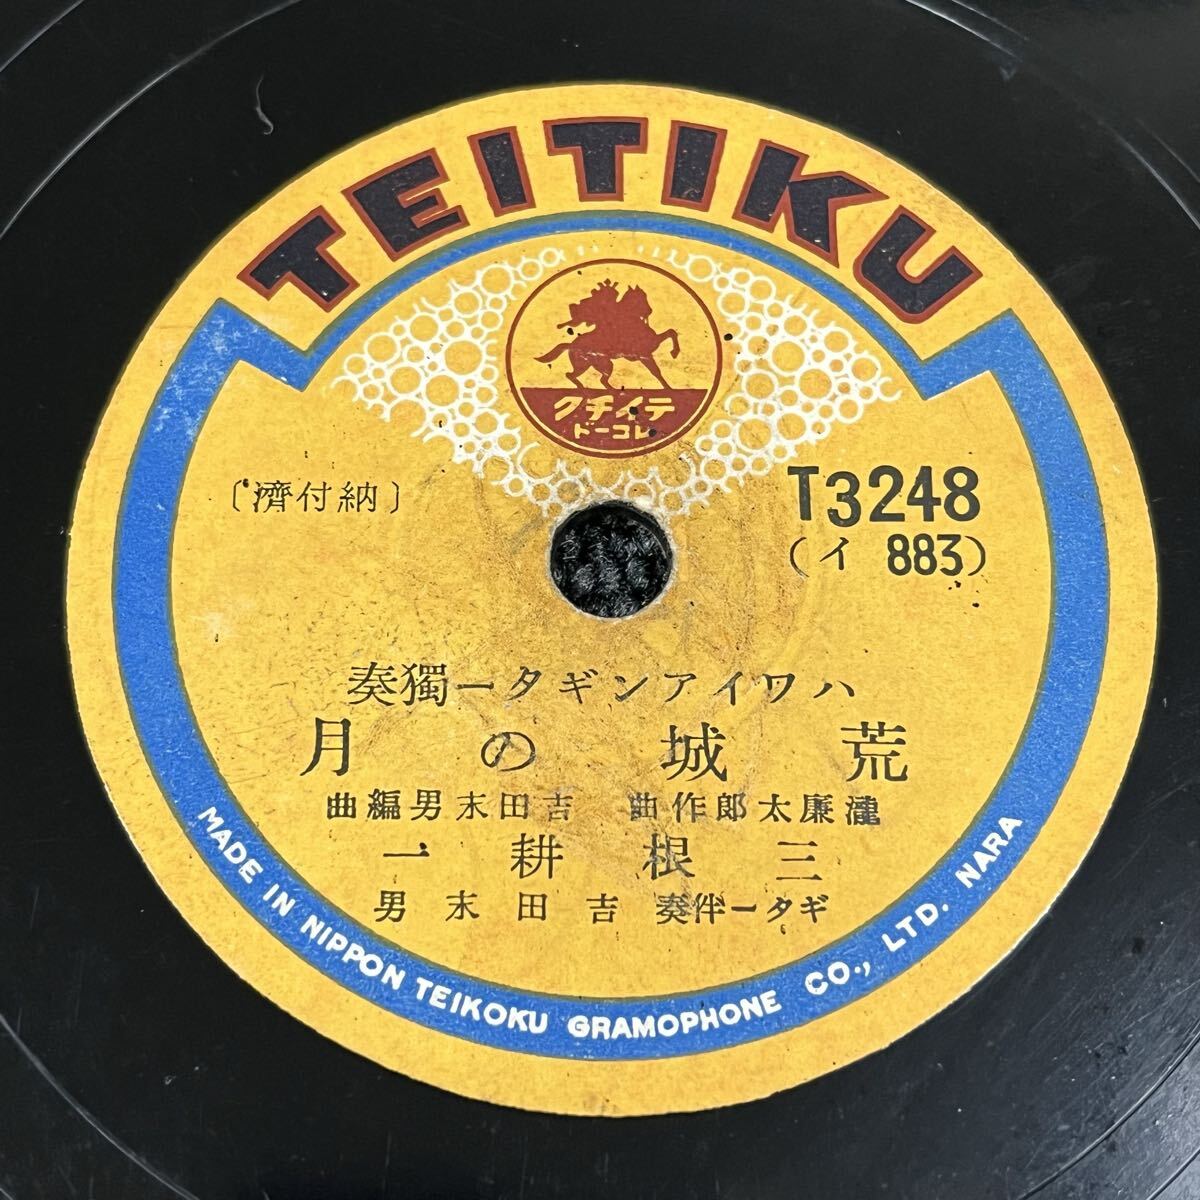 TEITIKU
テイチク
レコード
〔納付濟〕
T3248
(イ 883)
ハワイアンギター獨奏
荒城の月
瀧廉太郎作曲 吉田末男編曲
三根耕一
ギター伴奏 吉田末男
MADE IN NIPPON TEIKOKU GRAMOPHONE CO., LTD. NARA